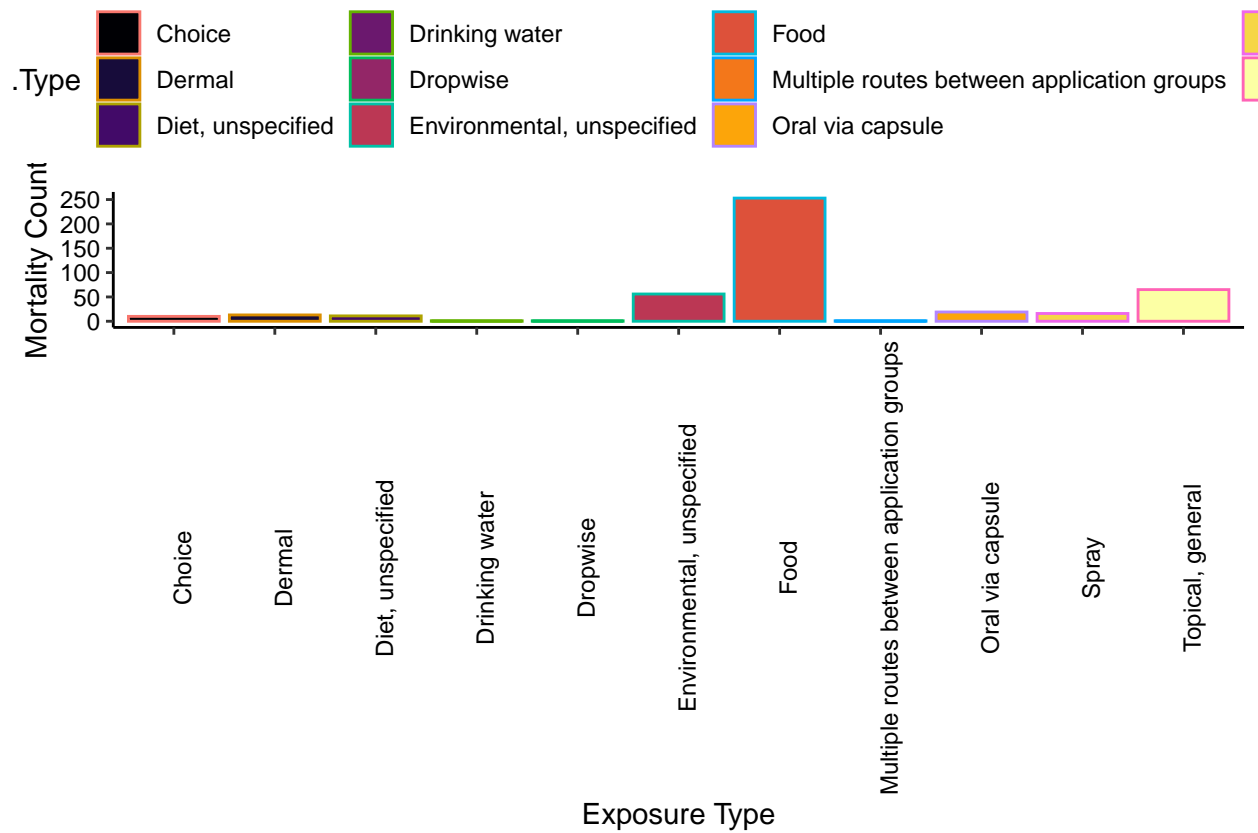 Choice
Drinking water
Food
.Type
Dermal
Dropwise
Multiple routes between application groups
Diet, unspecified
Environmental, unspecified
Oral via capsule
Mortality Count
250
200
150
100
50
0
Choice
Dermal
Diet, unspecified
Drinking water
Dropwise
Environmental, unspecified
Food
Multiple routes between application groups
Oral via capsule
Spray
Topical, general
Exposure Type